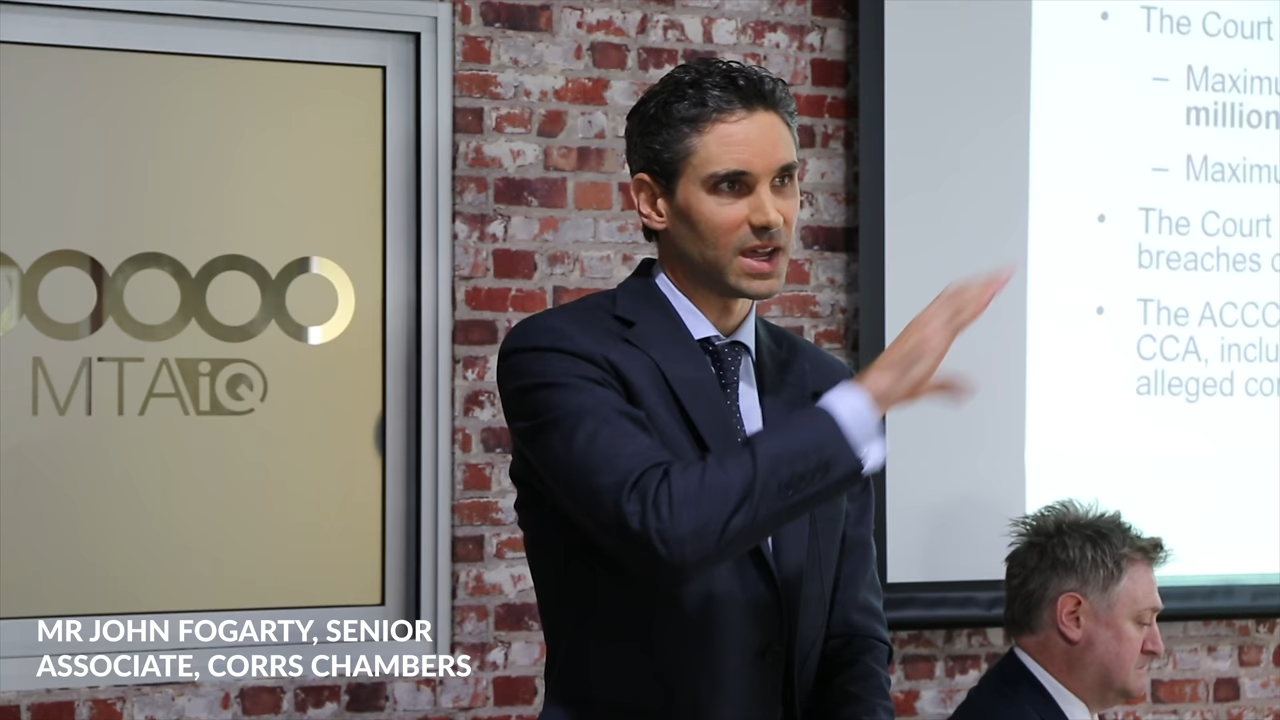 MTAiQ
The Court
– Maximu
million
– Maximu
The Court
breaches
The ACCC
CCA, inclu
alleged con
MR JOHN FOGARTY, SENIOR
ASSOCIATE, CORRS CHAMBERS